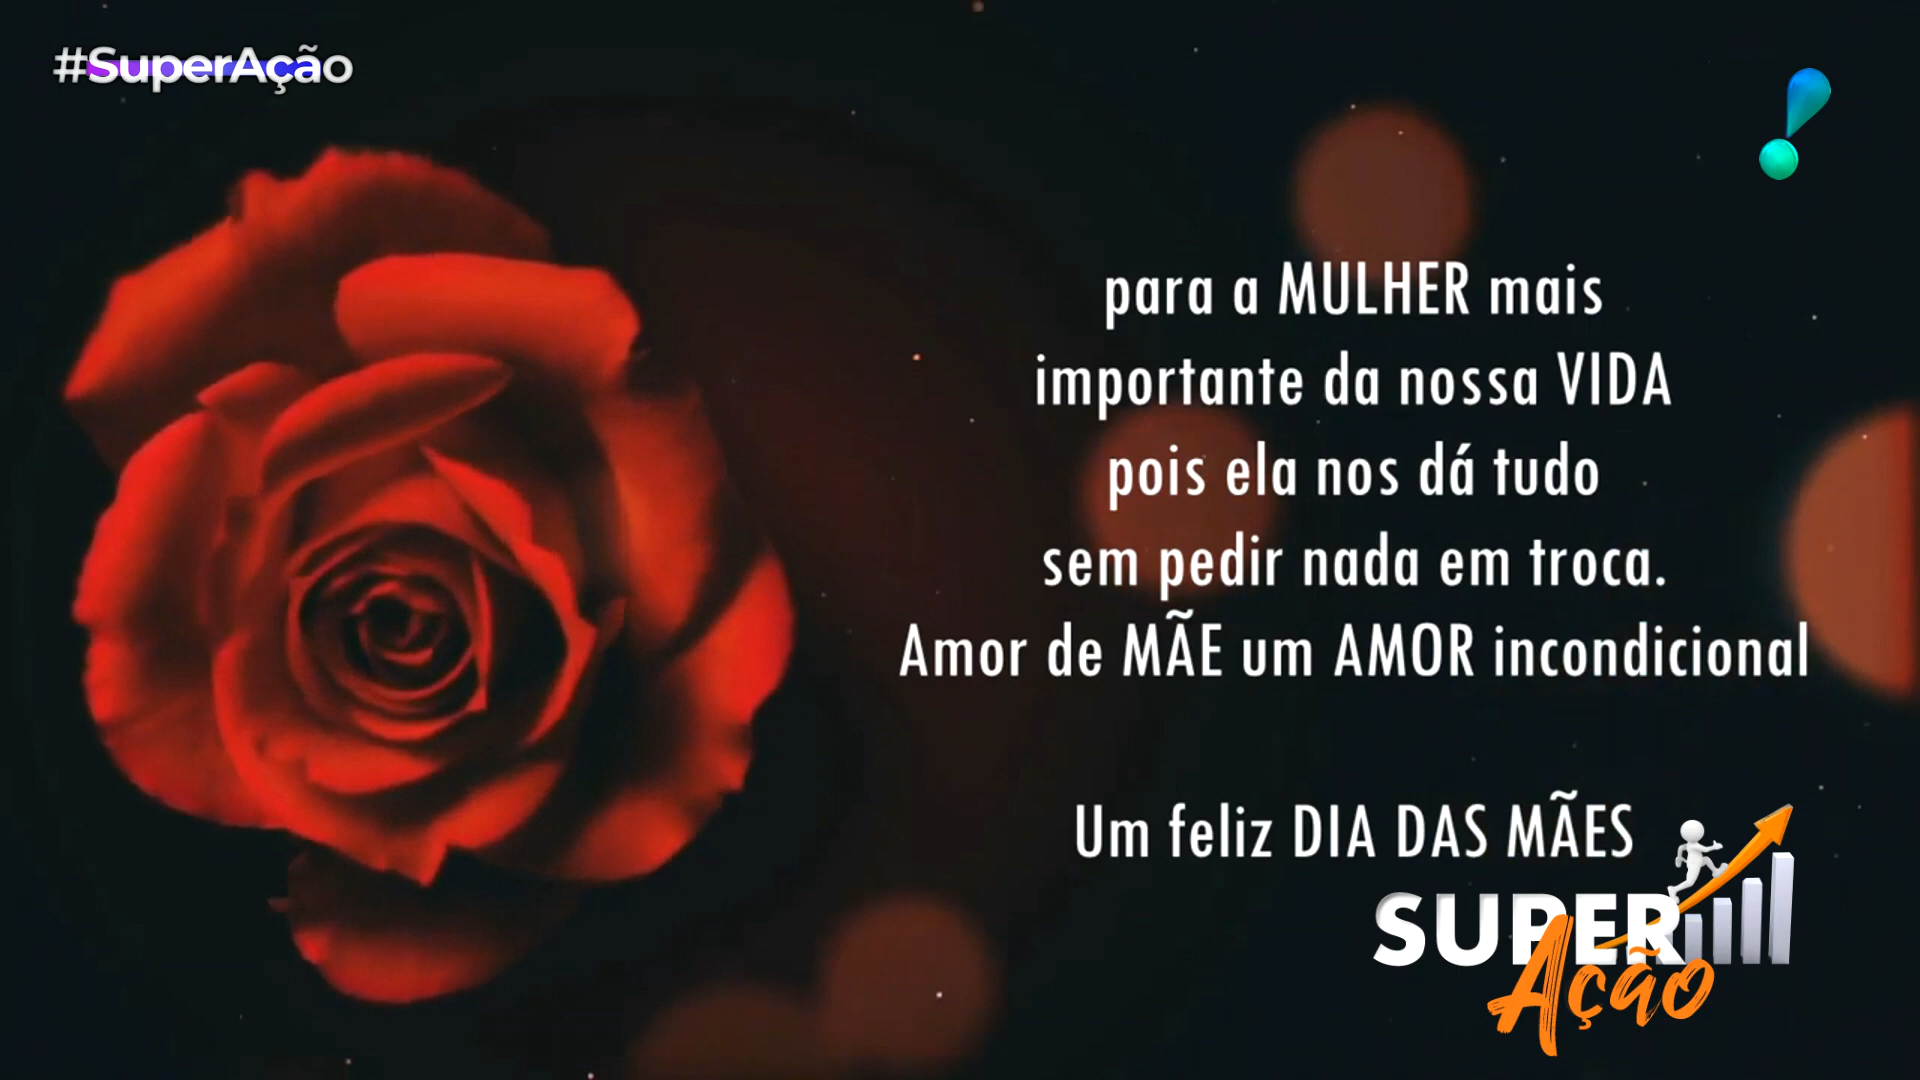 #SuperAção
para a MULHER mais
importante da nossa VIDA
pois ela nos dá tudo
sem pedir nada em troca.
Amor de MÃE um AMOR incondicional
Um feliz DIA DAS MÃES
SUPER
Ação